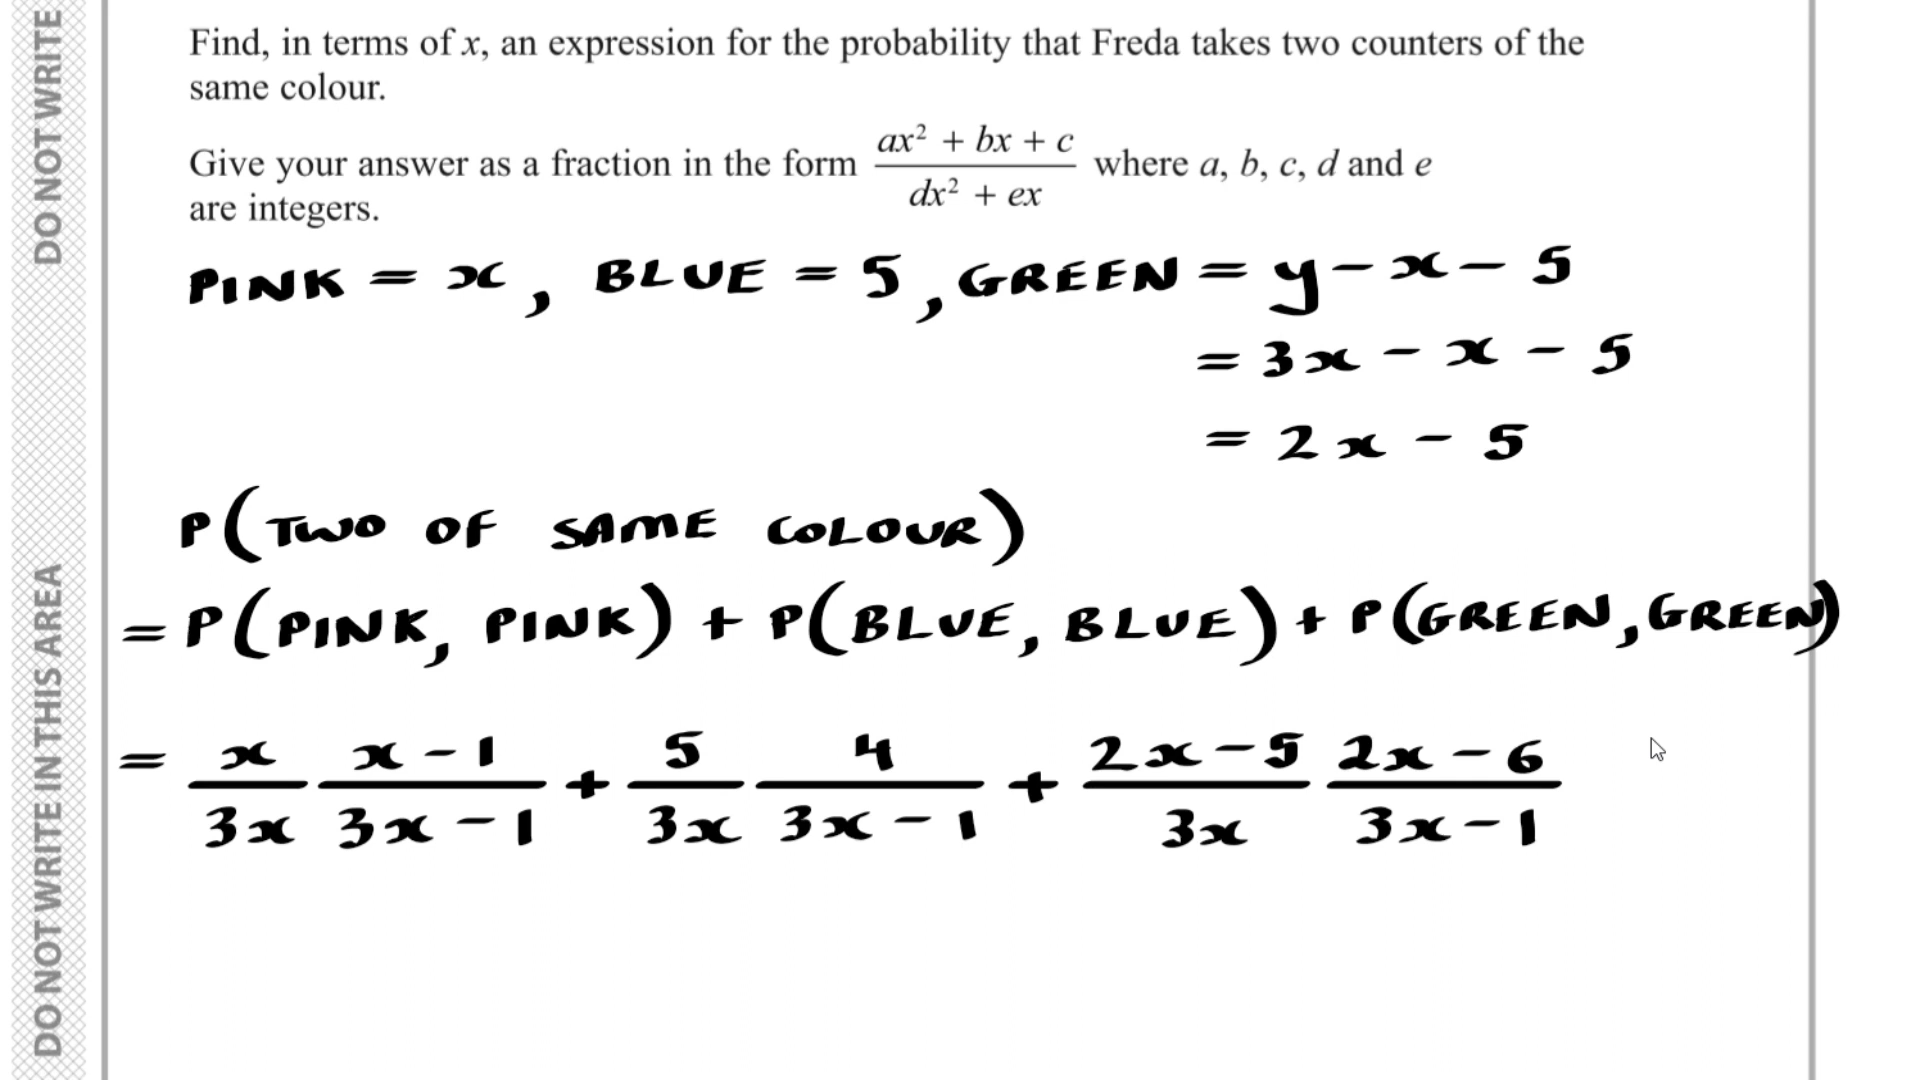 DO NOT WRITE
DO NOT WRITE IN THIS AREA
Find, in terms of x, an expression for the probability that Freda takes two counters of the
same colour.
Give your answer as a fraction in the form (ax² + bx + c)/(dx² + ex) where a, b, c, d and e
are integers.
PINK = x, BLUE = 5, GREEN = y - x - 5
= 3x - x - 5
= 2x - 5
P(TWO OF SAME COLOUR)
= P(PINK, PINK) + P(BLUE, BLUE) + P(GREEN, GREEN)
= x/3x (x - 1)/(3x - 1) + 5/3x 4/(3x - 1) + (2x - 5)/3x (2x - 6)/(3x - 1)